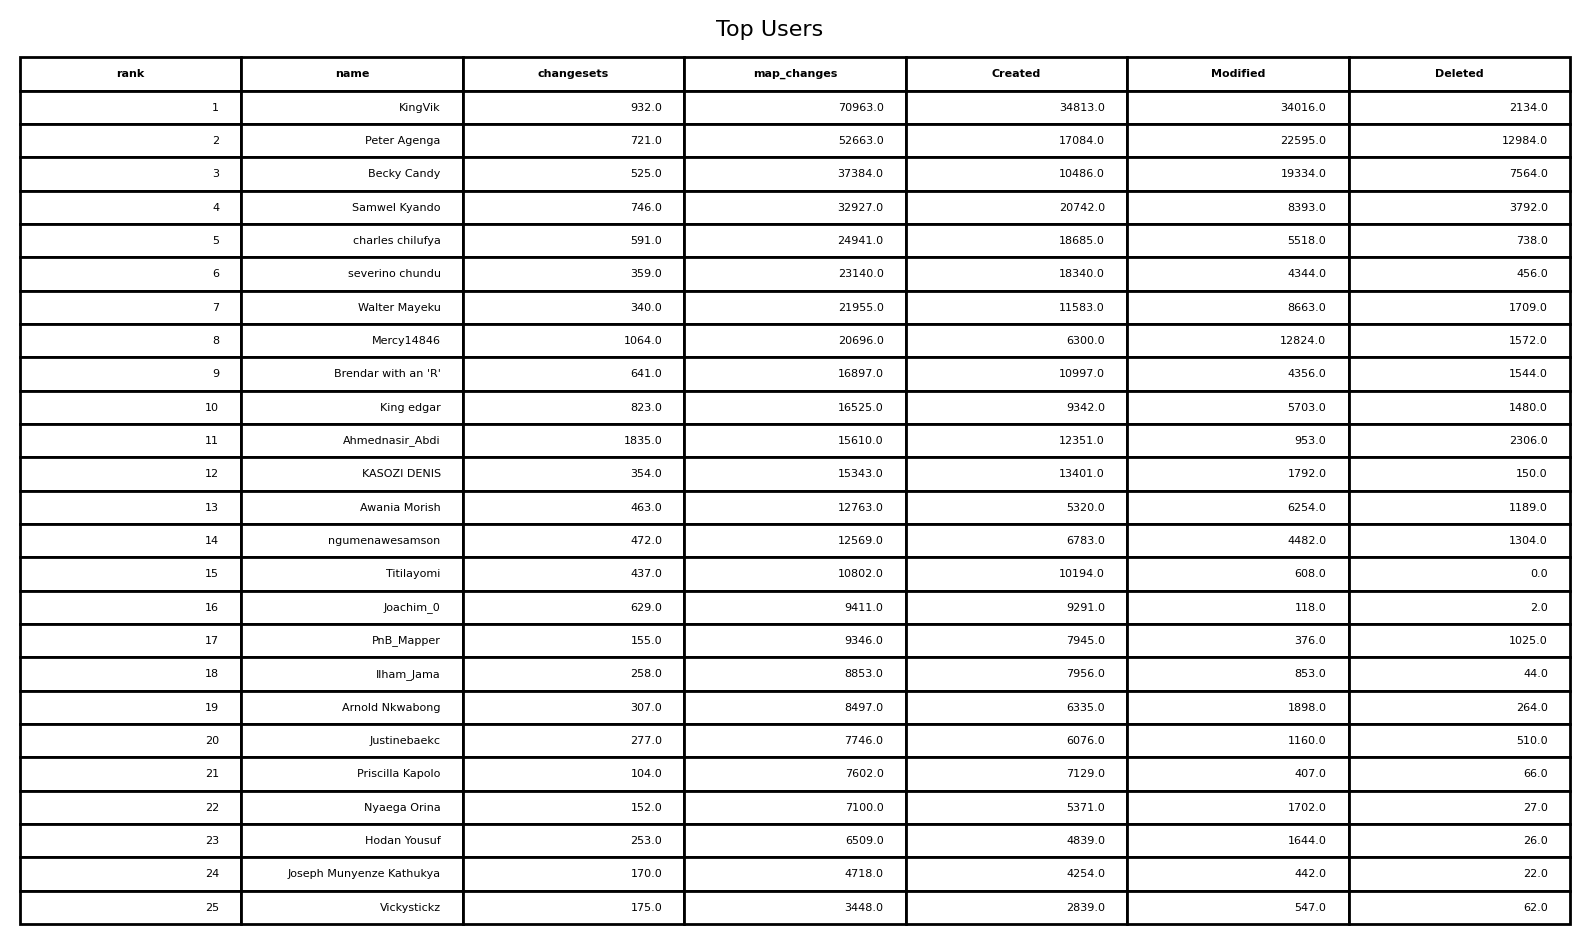 Top Users
rank name changesets map_changes Created Modified Deleted
1 KingVik 932.0 70963.0 34813.0 34016.0 2134.0
2 Peter Agenga 721.0 52663.0 17084.0 22595.0 12984.0
3 Becky Candy 525.0 37384.0 10486.0 19334.0 7564.0
4 Samwel Kyando 746.0 32927.0 20742.0 8393.0 3792.0
5 charles chilufya 591.0 24941.0 18685.0 5518.0 738.0
6 severino chundu 359.0 23140.0 18340.0 4344.0 456.0
7 Walter Mayeku 340.0 21955.0 11583.0 8663.0 1709.0
8 Mercy14846 1064.0 20696.0 6300.0 12824.0 1572.0
9 Brendar with an 'R' 641.0 16897.0 10997.0 4356.0 1544.0
10 King edgar 823.0 16525.0 9342.0 5703.0 1480.0
11 Ahmednasir_Abdi 1835.0 15610.0 12351.0 953.0 2306.0
12 KASOZI DENIS 354.0 15343.0 13401.0 1792.0 150.0
13 Awania Morish 463.0 12763.0 5320.0 6254.0 1189.0
14 ngumenawesamson 472.0 12569.0 6783.0 4482.0 1304.0
15 Titilayomi 437.0 10802.0 10194.0 608.0 0.0
16 Joachim_0 629.0 9411.0 9291.0 118.0 2.0
17 PnB_Mapper 155.0 9346.0 7945.0 376.0 1025.0
18 Ilham_Jama 258.0 8853.0 7956.0 853.0 44.0
19 Arnold Nkwabong 307.0 8497.0 6335.0 1898.0 264.0
20 Justinebaekc 277.0 7746.0 6076.0 1160.0 510.0
21 Priscilla Kapolo 104.0 7602.0 7129.0 407.0 66.0
22 Nyaega Orina 152.0 7100.0 5371.0 1702.0 27.0
23 Hodan Yousuf 253.0 6509.0 4839.0 1644.0 26.0
24 Joseph Munyenze Kathukya 170.0 4718.0 4254.0 442.0 22.0
25 Vickystickz 175.0 3448.0 2839.0 547.0 62.0